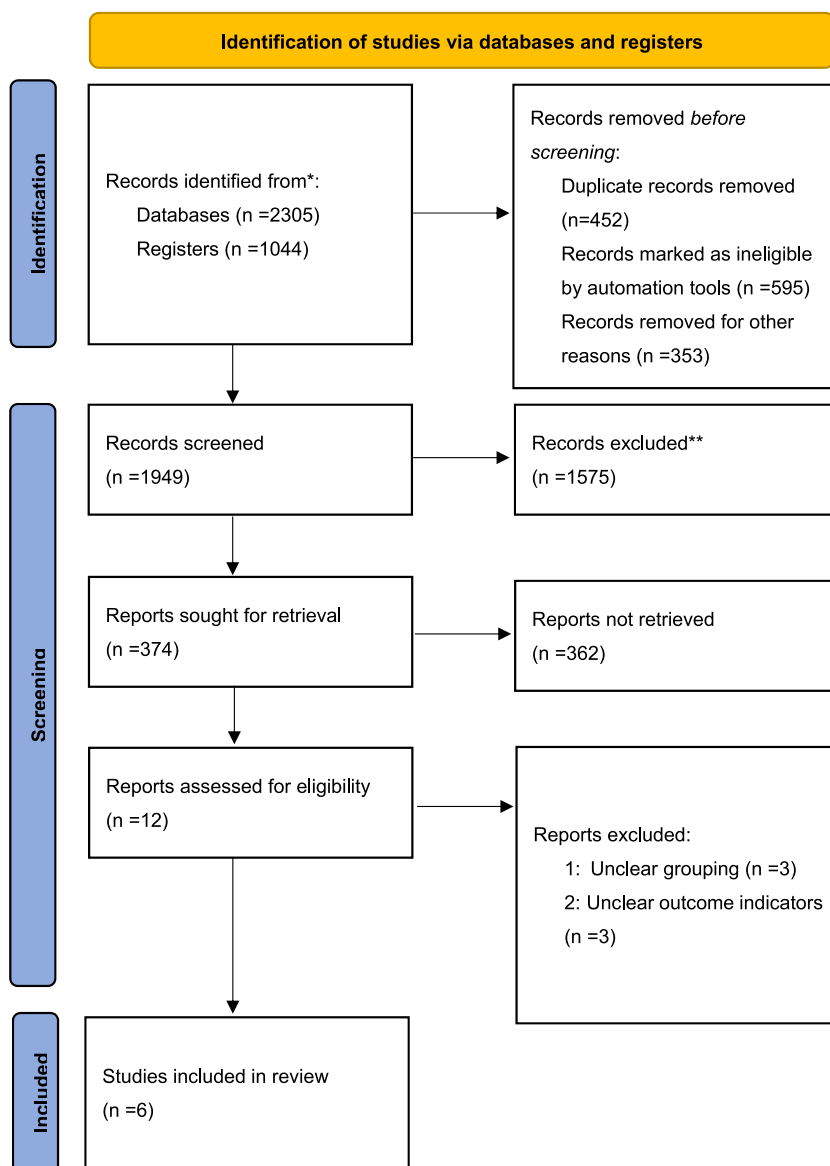 Identification of studies via databases and registers
Identification
Records identified from*:
Databases (n =2305)
Registers (n =1044)
Records removed before
screening:
Duplicate records removed
(n=452)
Records marked as ineligible
by automation tools (n =595)
Records removed for other
reasons (n =353)
Screening
Records screened
(n =1949)
Records excluded**
(n =1575)
Reports sought for retrieval
(n =374)
Reports not retrieved
(n =362)
Reports assessed for eligibility
(n =12)
Reports excluded:
1: Unclear grouping (n =3)
2: Unclear outcome indicators
(n =3)
Included
Studies included in review
(n =6)